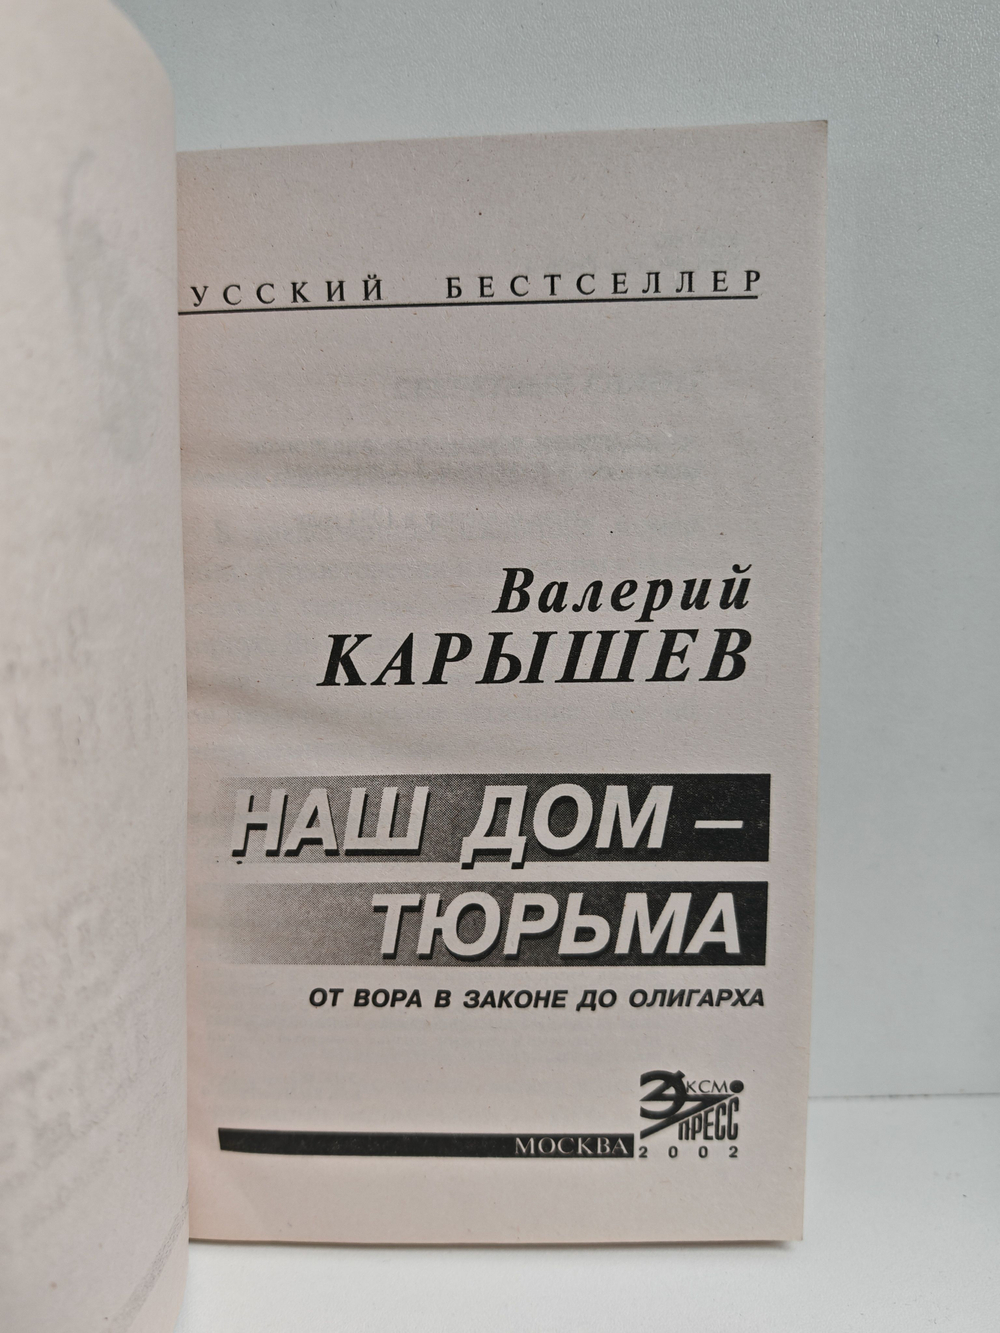 УССКИЙ БЕСТСЕЛЛЕР
Валерий
КАРЫШЕВ
НАШ ДОМ –
ТЮРЬМА
ОТ ВОРА В ЗАКОНЕ ДО ОЛИГАРХА
ЭКСМО
ПРЕСС
МОСКВА 2002